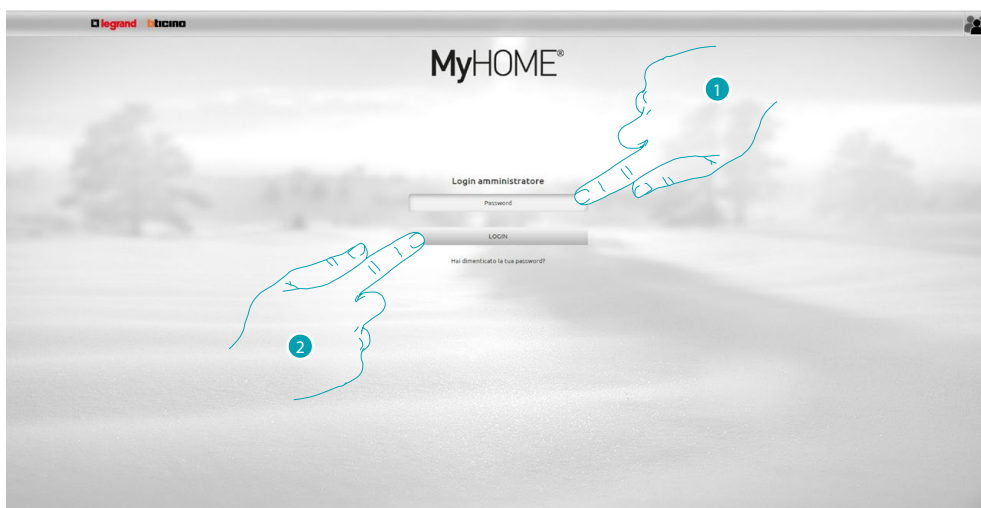 legrand bticino
MyHOME®
1
Login amministratore
Password
LOGIN
Hai dimenticato la tua password?
2